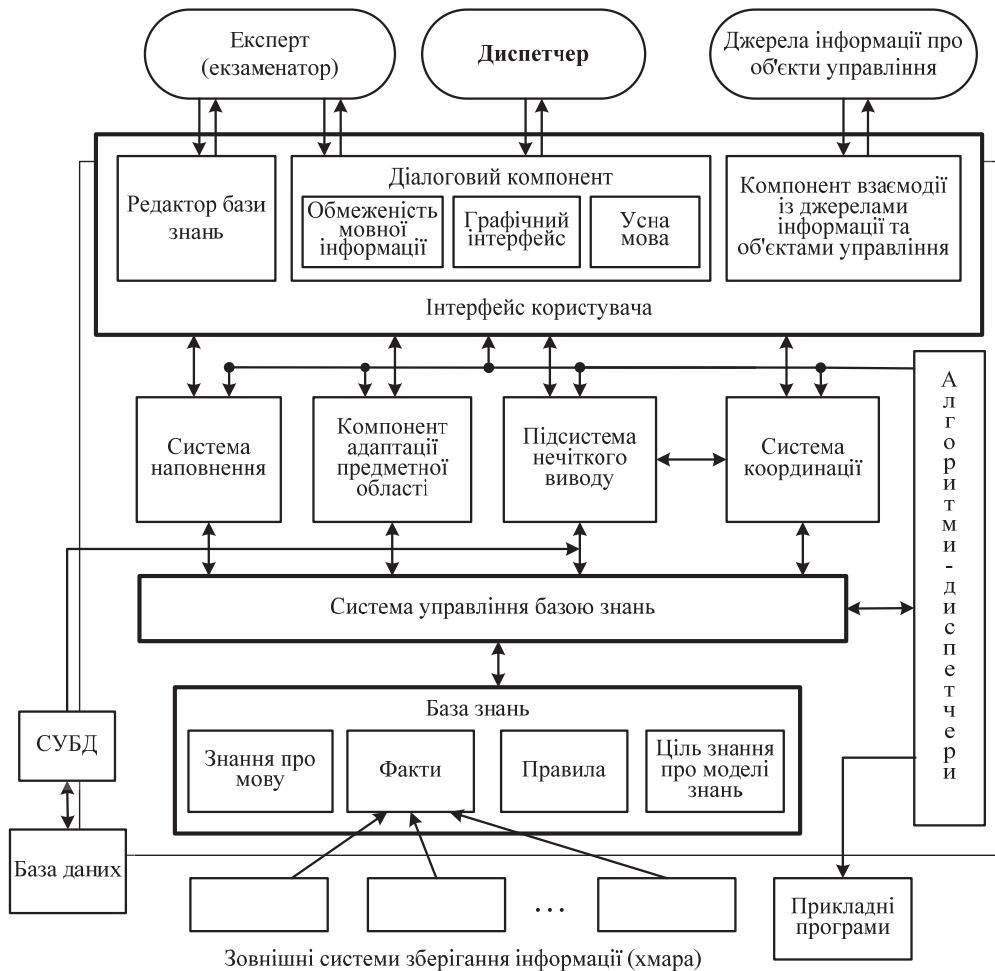 Експерт
(екзаменатор)
Диспетчер
Джерела інформації про
об'єкти управління
Редактор бази
знань
Діалоговий компонент
Обмеженість
мовної
інформації
Графічний
інтерфейс
Усна
мова
Компонент взаємодії
із джерелами
інформації та
об'єктами управління
Інтерфейс користувача
Система
наповнення
Компонент
адаптації
предметної
області
Підсистема
нечіткого
виводу
Система
координації
Алгоритми-диспетчери
Система управління базою знань
База знань
Знання про
мову
Факти
Правила
Ціль знання
про моделі
знань
СУБД
База даних
...
Прикладні
програми
Зовнішні системи зберігання інформації (хмара)